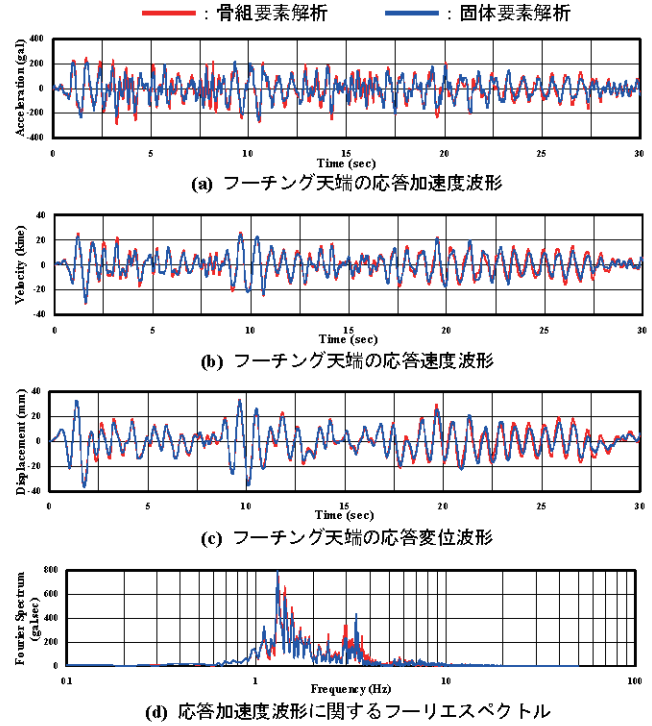 ：骨組要素解析 ：固体要素解析
Acceleration (gal)
400
200
0
-200
-400
0 5 10 15 20 25 30
Time (sec)
(a) フーチング天端の応答加速度波形
Velocity (kine)
40
20
0
-20
-40
0 5 10 15 20 25 30
Time (sec)
(b) フーチング天端の応答速度波形
Displacement (mm)
40
20
0
-20
-40
0 5 10 15 20 25 30
Time (sec)
(c) フーチング天端の応答変位波形
Fourier Spectrum
(gal.sec)
800
600
400
200
0
0.1 1 10 100
Frequency (Hz)
(d) 応答加速度波形に関するフーリエスペクトル